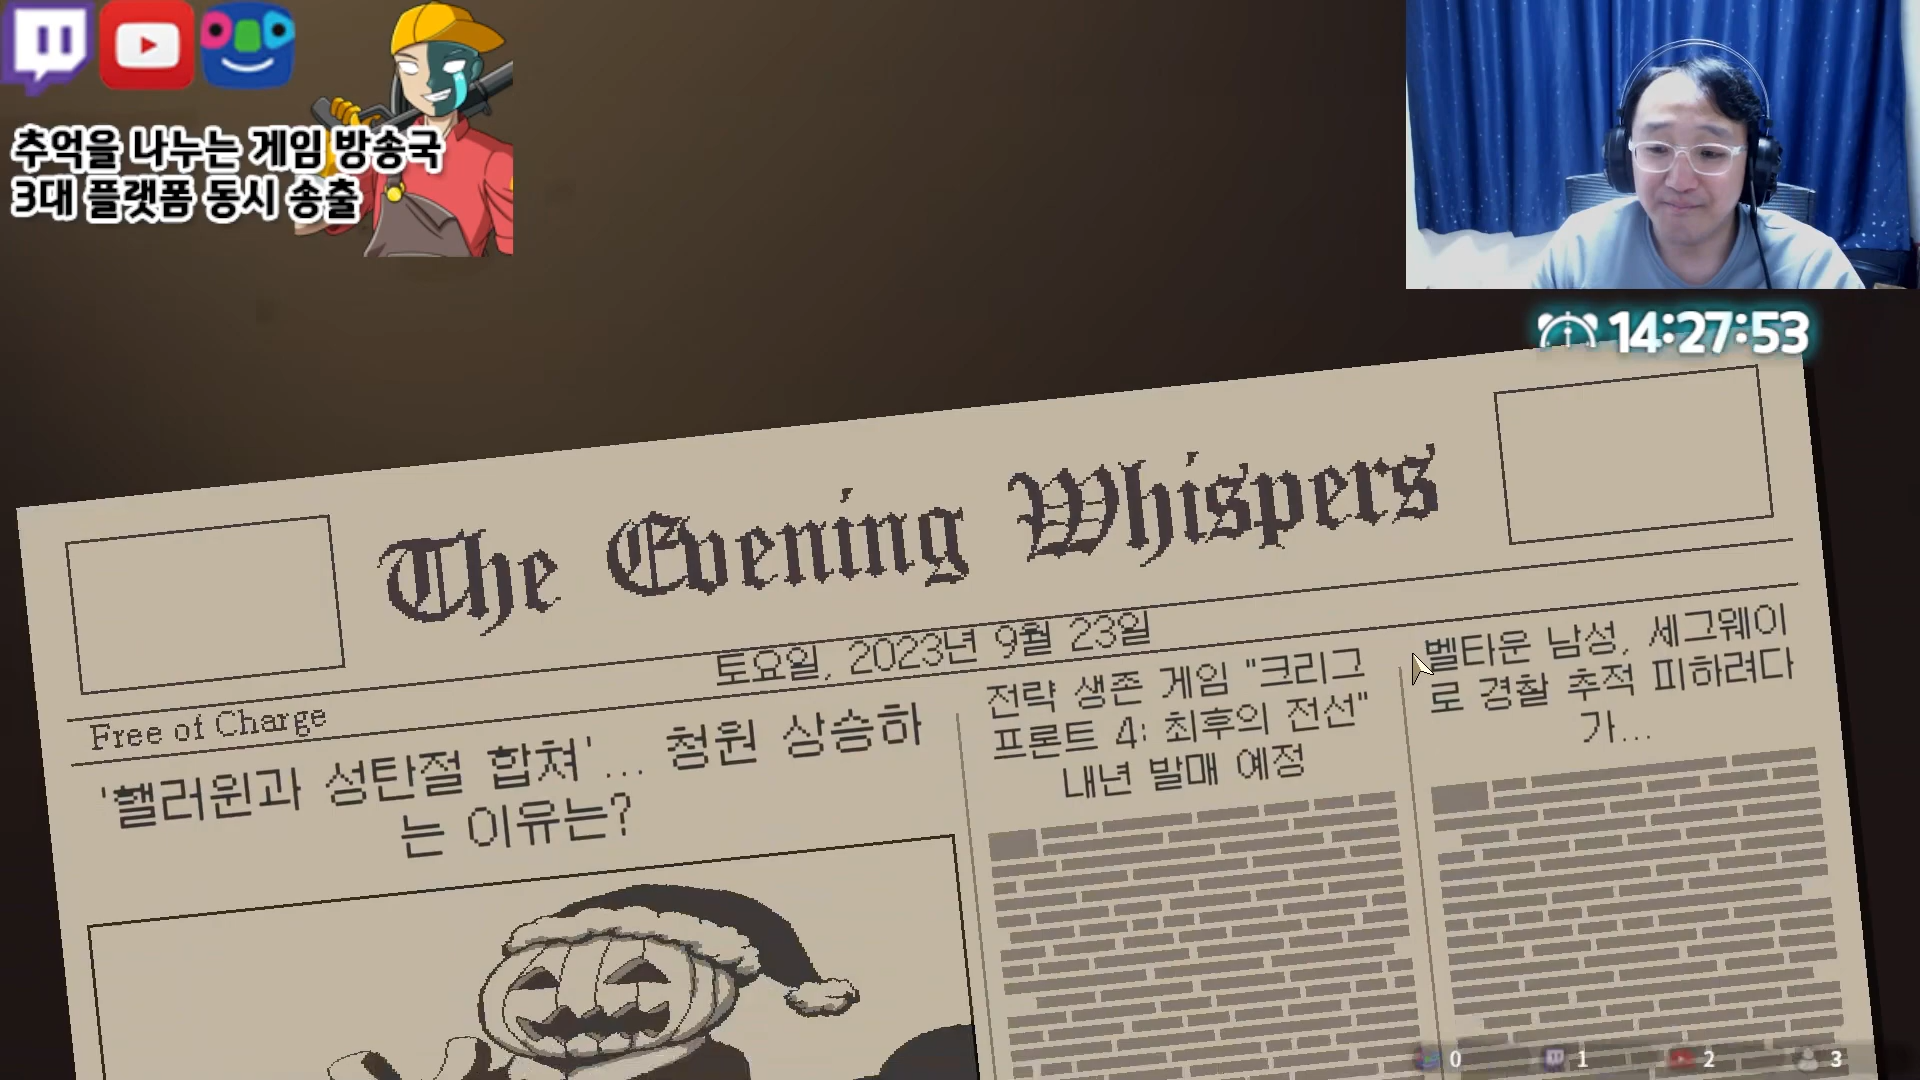 추억을 나누는 게임 방송국
3대 플랫폼 동시 송출
14:27:53
The Evening Whispers
토요일, 2023년 9월 23일
Free of Charge
'핼러윈과 성탄절 합쳐'... 청원 상승하
는 이유는?
전략 생존 게임 "크리그
프론트 4: 최후의 전선"
내년 발매 예정
벨타운 남성, 세그웨이
로 경찰 추적 피하려다
가...
0
1
2
3